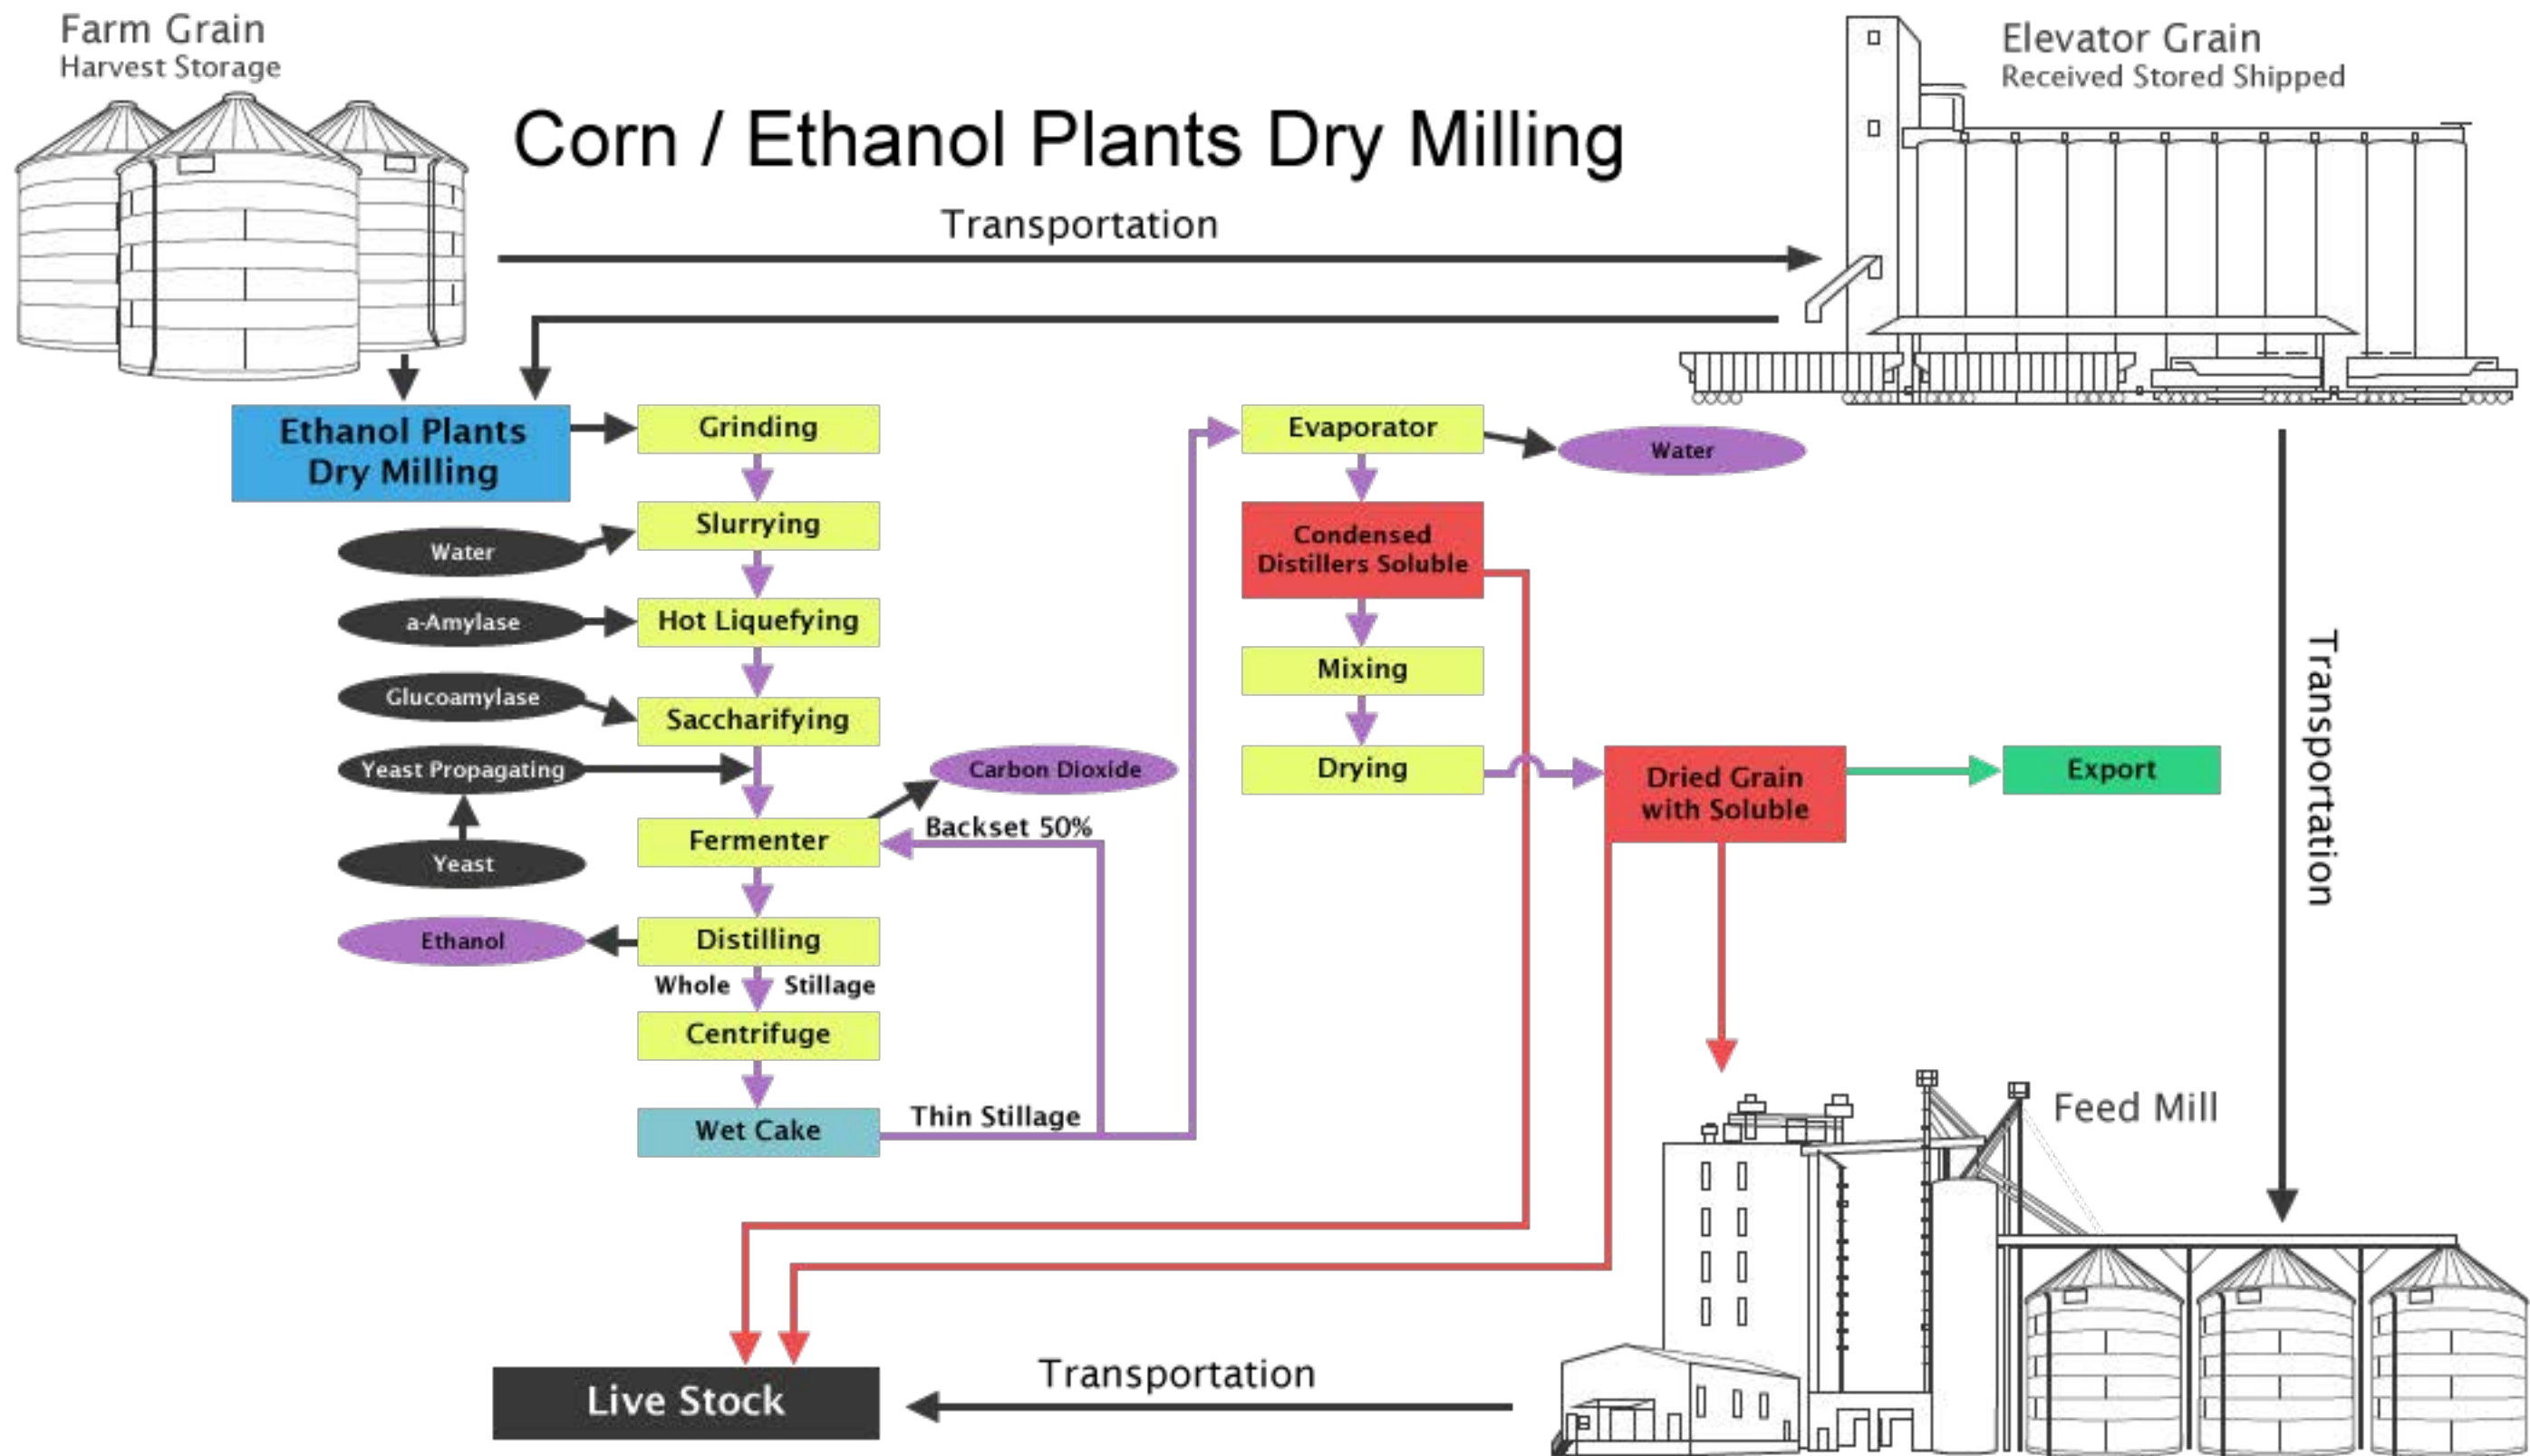 Farm Grain
Harvest Storage
Elevator Grain
Received Stored Shipped
Corn / Ethanol Plants Dry Milling
Transportation
Ethanol Plants
Dry Milling
Grinding
Slurrying
Water
Hot Liquefying
a-Amylase
Saccharifying
Glucoamylase
Yeast Propagating
Yeast
Carbon Dioxide
Fermenter
Backset 50%
Ethanol
Distilling
Whole Stillage
Centrifuge
Wet Cake
Thin Stillage
Evaporator
Water
Condensed
Distillers Soluble
Mixing
Drying
Dried Grain
with Soluble
Export
Transportation
Feed Mill
Transportation
Live Stock